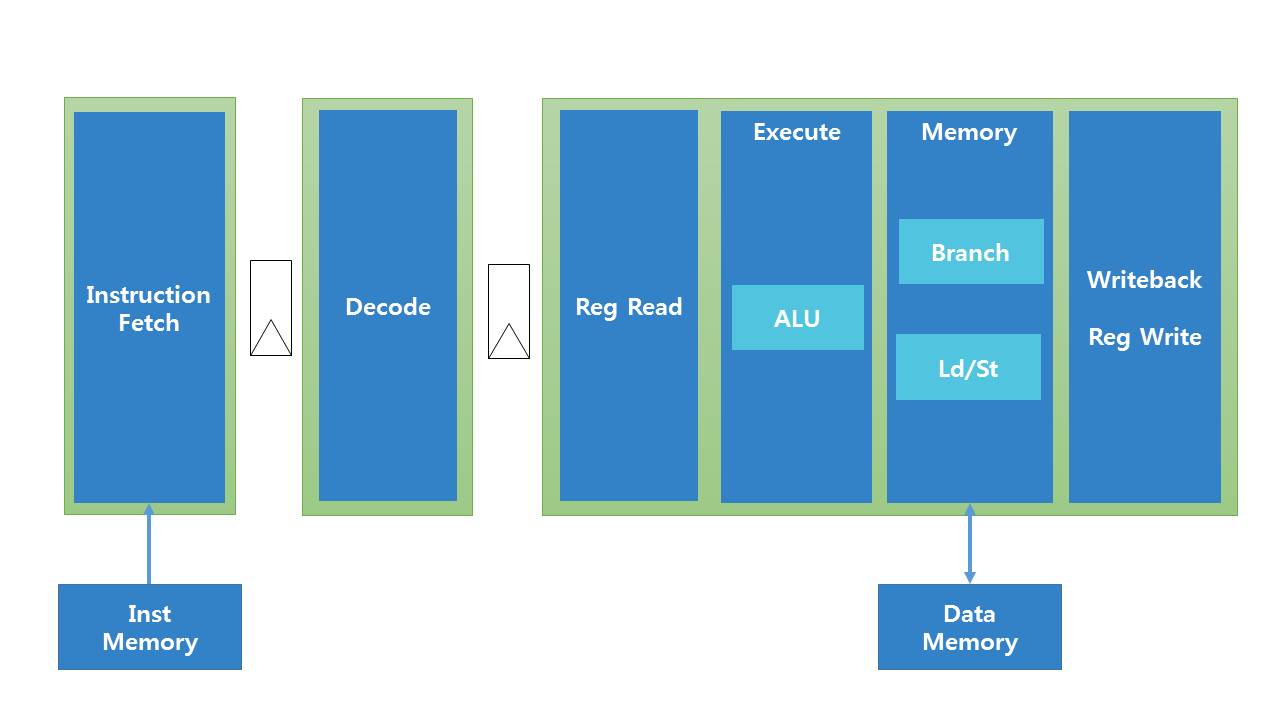 Instruction
Fetch
Decode
Reg Read
Execute
ALU
Memory
Branch
Ld/St
Writeback
Reg Write
Inst
Memory
Data
Memory